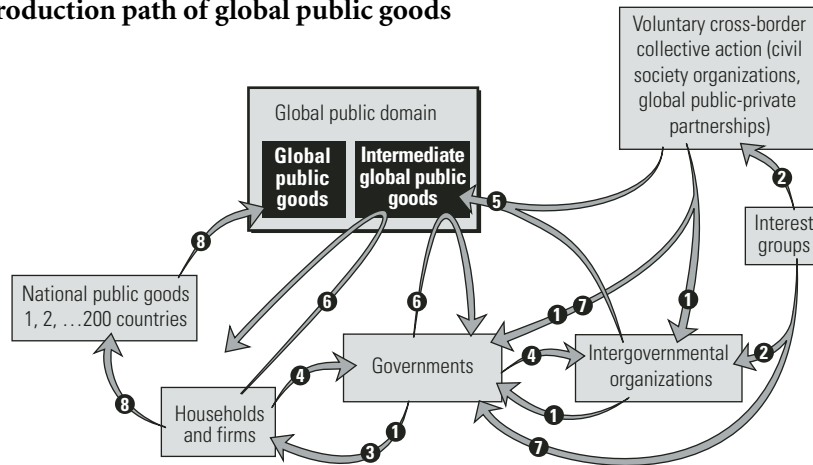 roduction path of global public goods
Voluntary cross-border
collective action (civil
society organizations,
global public-private
partnerships)
Global public domain
Global
public
goods
Intermediate
global public
goods
5
2
Interest
groups
8
National public goods
1, 2, …200 countries
6
6
1
7
1
4
Governments
4
Intergovernmental
organizations
2
8
Households
and firms
1
1
3
7